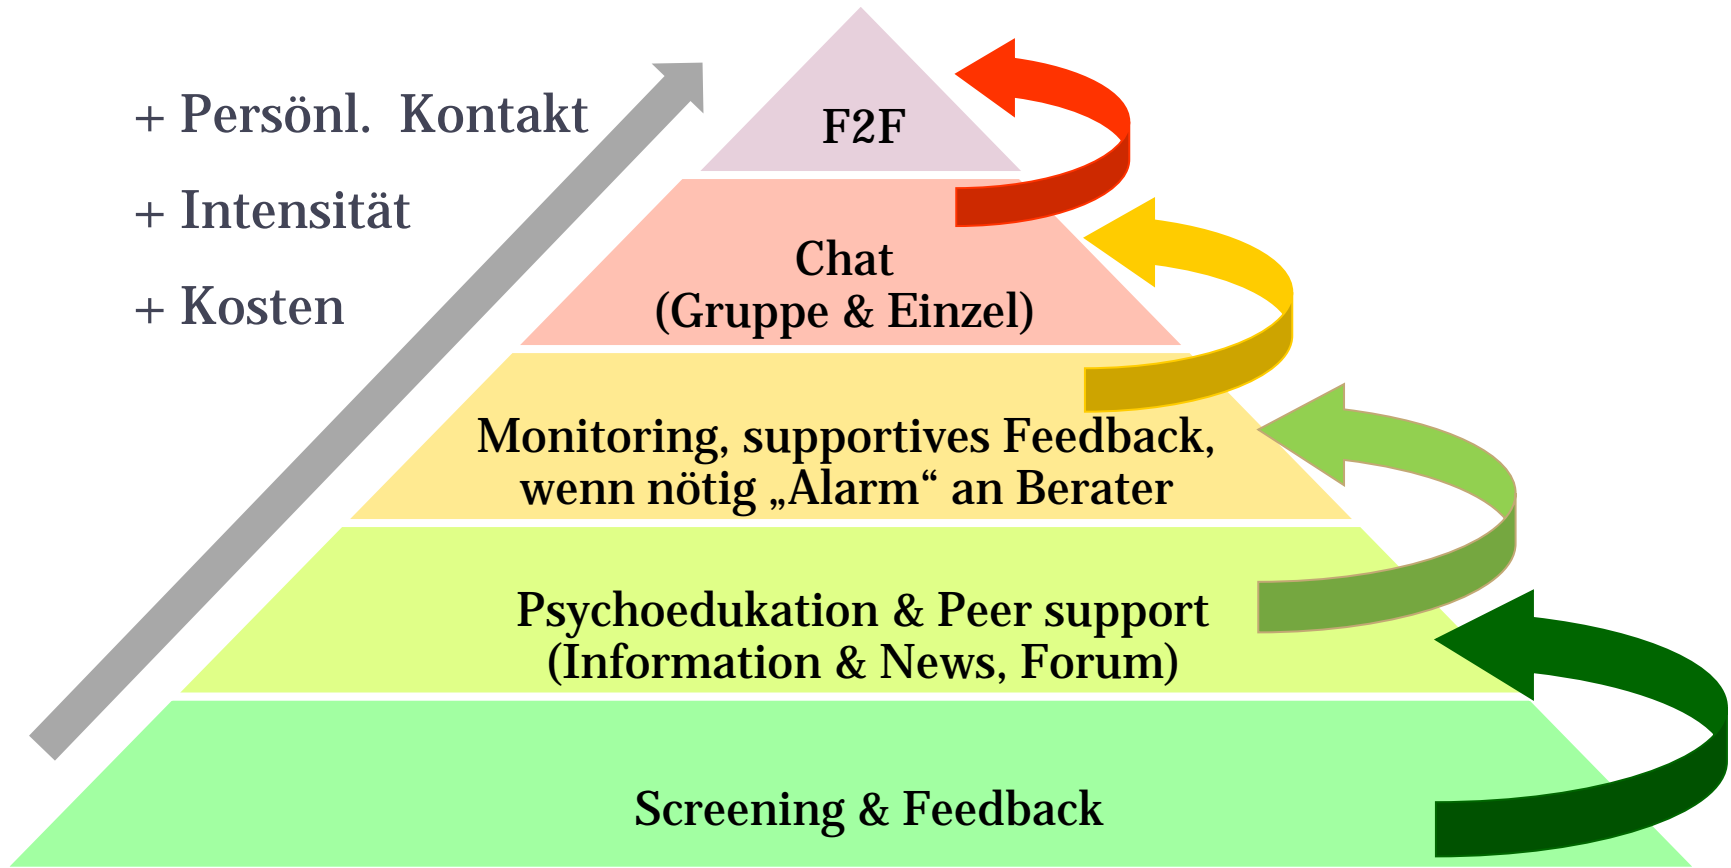 + Persönl. Kontakt
+ Intensität
+ Kosten
F2F
Chat
(Gruppe & Einzel)
Monitoring, supportives Feedback,
wenn nötig „Alarm“ an Berater
Psychoedukation & Peer support
(Information & News, Forum)
Screening & Feedback